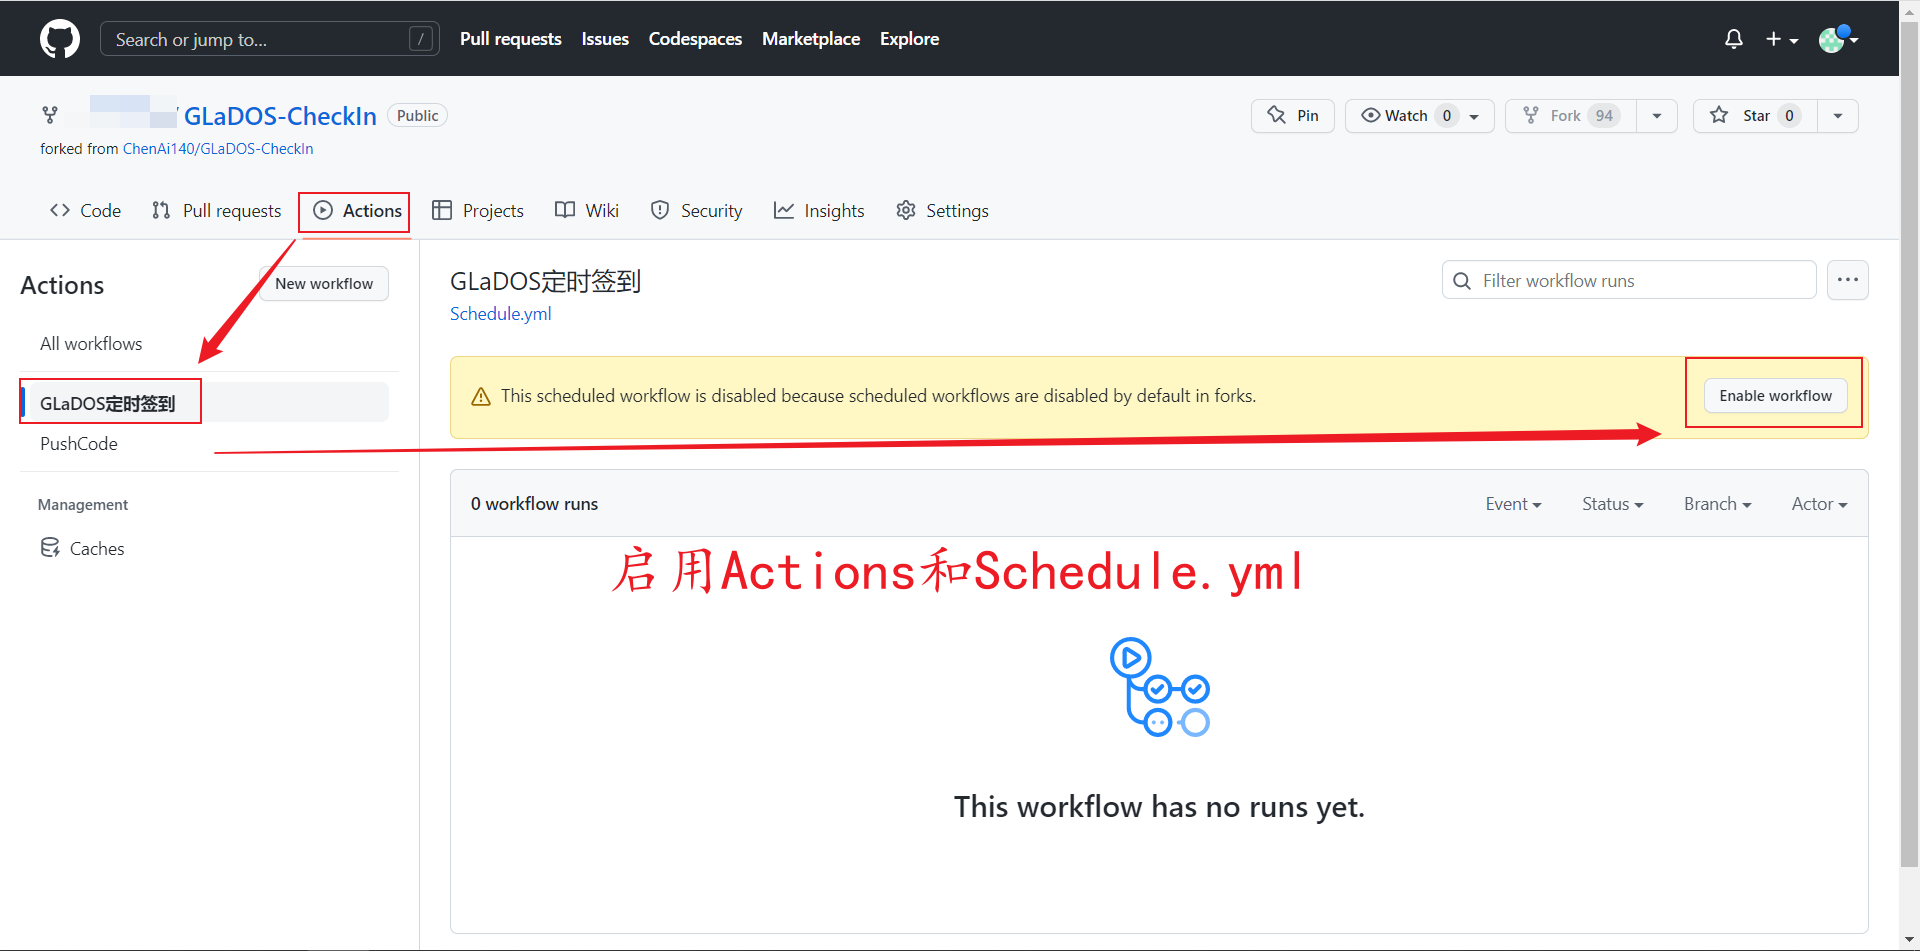 Search or jump to... /
Pull requests Issues Codespaces Marketplace Explore
/ GLaDOS-CheckIn Public
Pin Watch 0 Fork 94 Star 0
forked from ChenAi140/GLaDOS-CheckIn
Code Pull requests Actions Projects Wiki Security Insights Settings
Actions
New workflow
All workflows
GLaDOS定时签到
PushCode
Management
Caches
GLaDOS定时签到
Schedule.yml
Filter workflow runs
This scheduled workflow is disabled because scheduled workflows are disabled by default in forks.
Enable workflow
0 workflow runs
Event Status Branch Actor
启用Actions和Schedule.yml
This workflow has no runs yet.